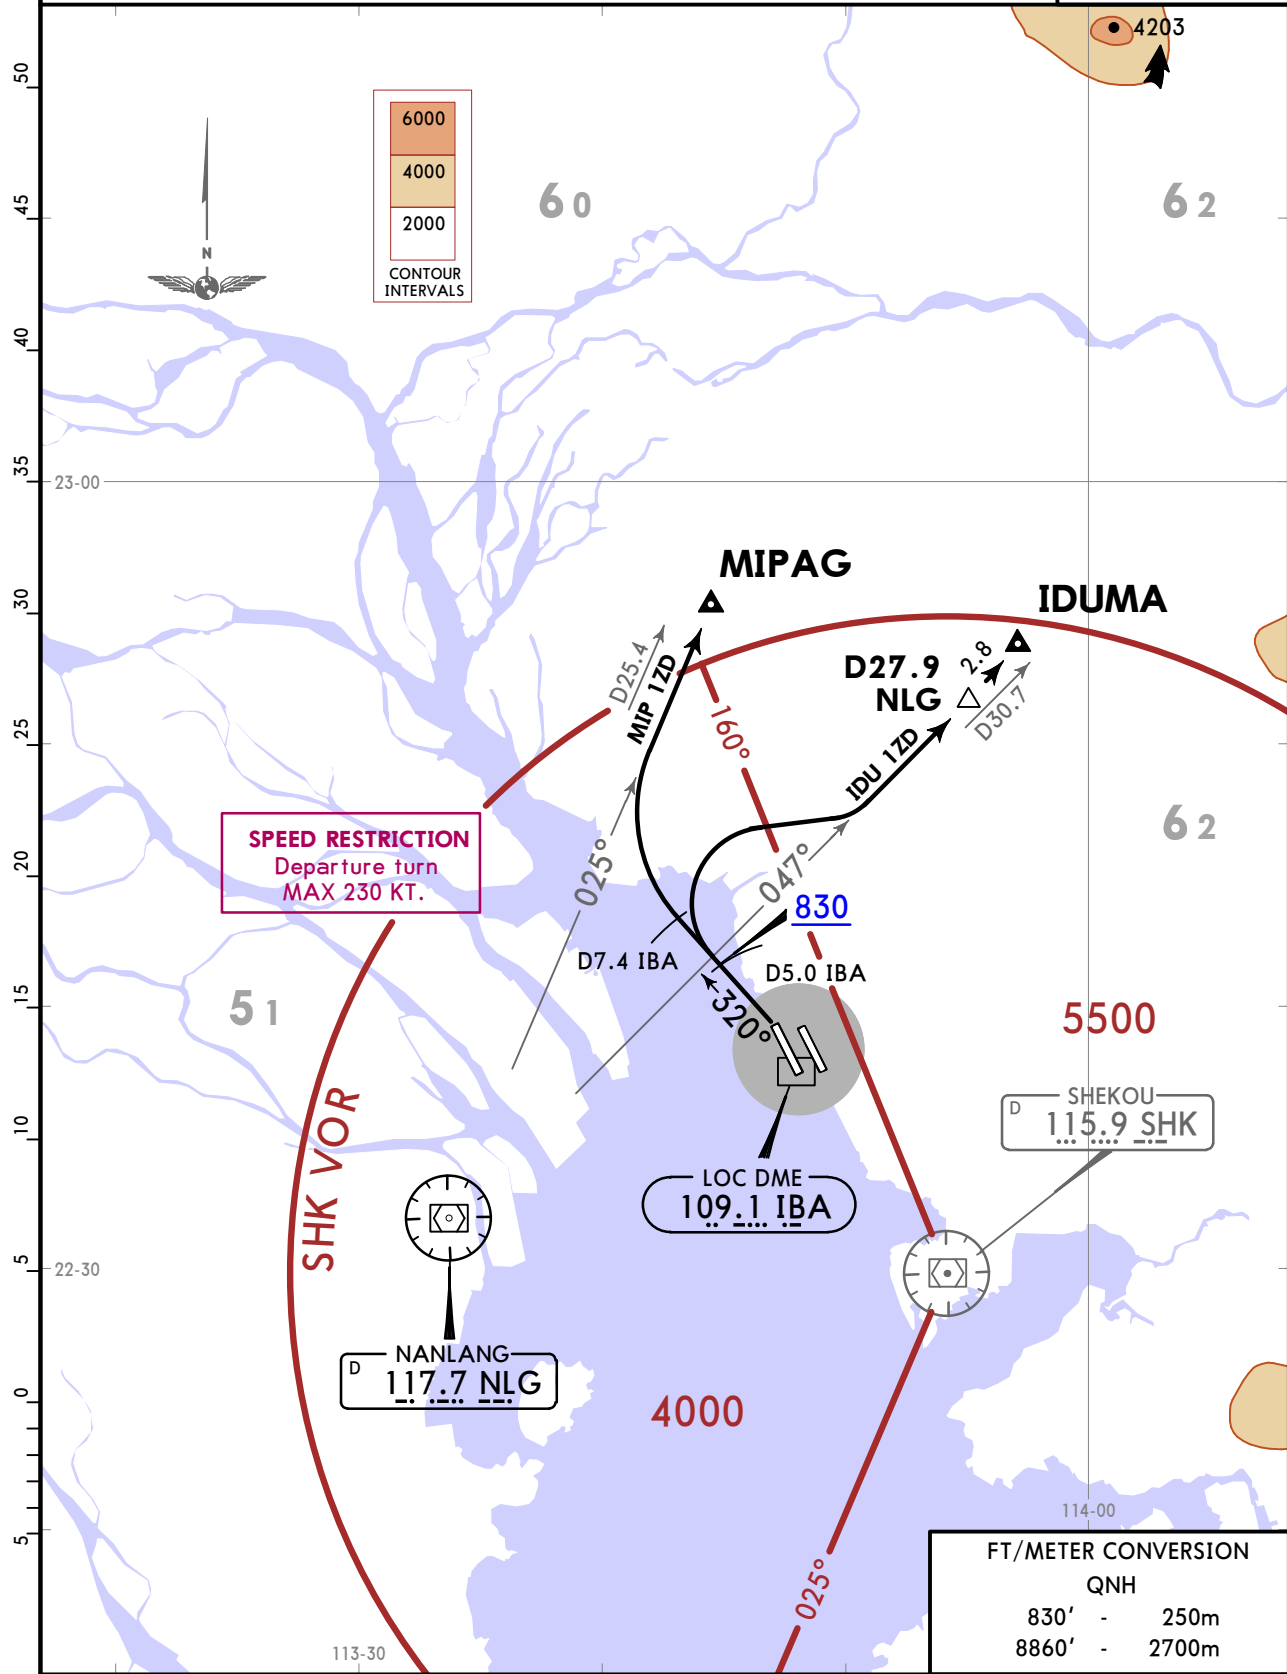 4203
50
6000
4000
2000
CONTOUR
INTERVALS
N
60
62
45
40
35
23-00
MIPAG
30
IDUMA
D25.4
MIP 1ZD
D27.9
NLG
2.8
D30.7
25
160°
IDU 1ZD
SPEED RESTRICTION
Departure turn
MAX 230 KT.
62
20
025°
047°
830
D7.4 IBA
D5.0 IBA
320°
15
51
5500
SHK VOR
10
SHEKOU
D
115.9 SHK
LOC DME
109.1 IBA
5
22-30
NANLANG
D
117.7 NLG
0
4000
5
114-00
025°
113-30
FT/METER CONVERSION
QNH
830' - 250m
8860' - 2700m